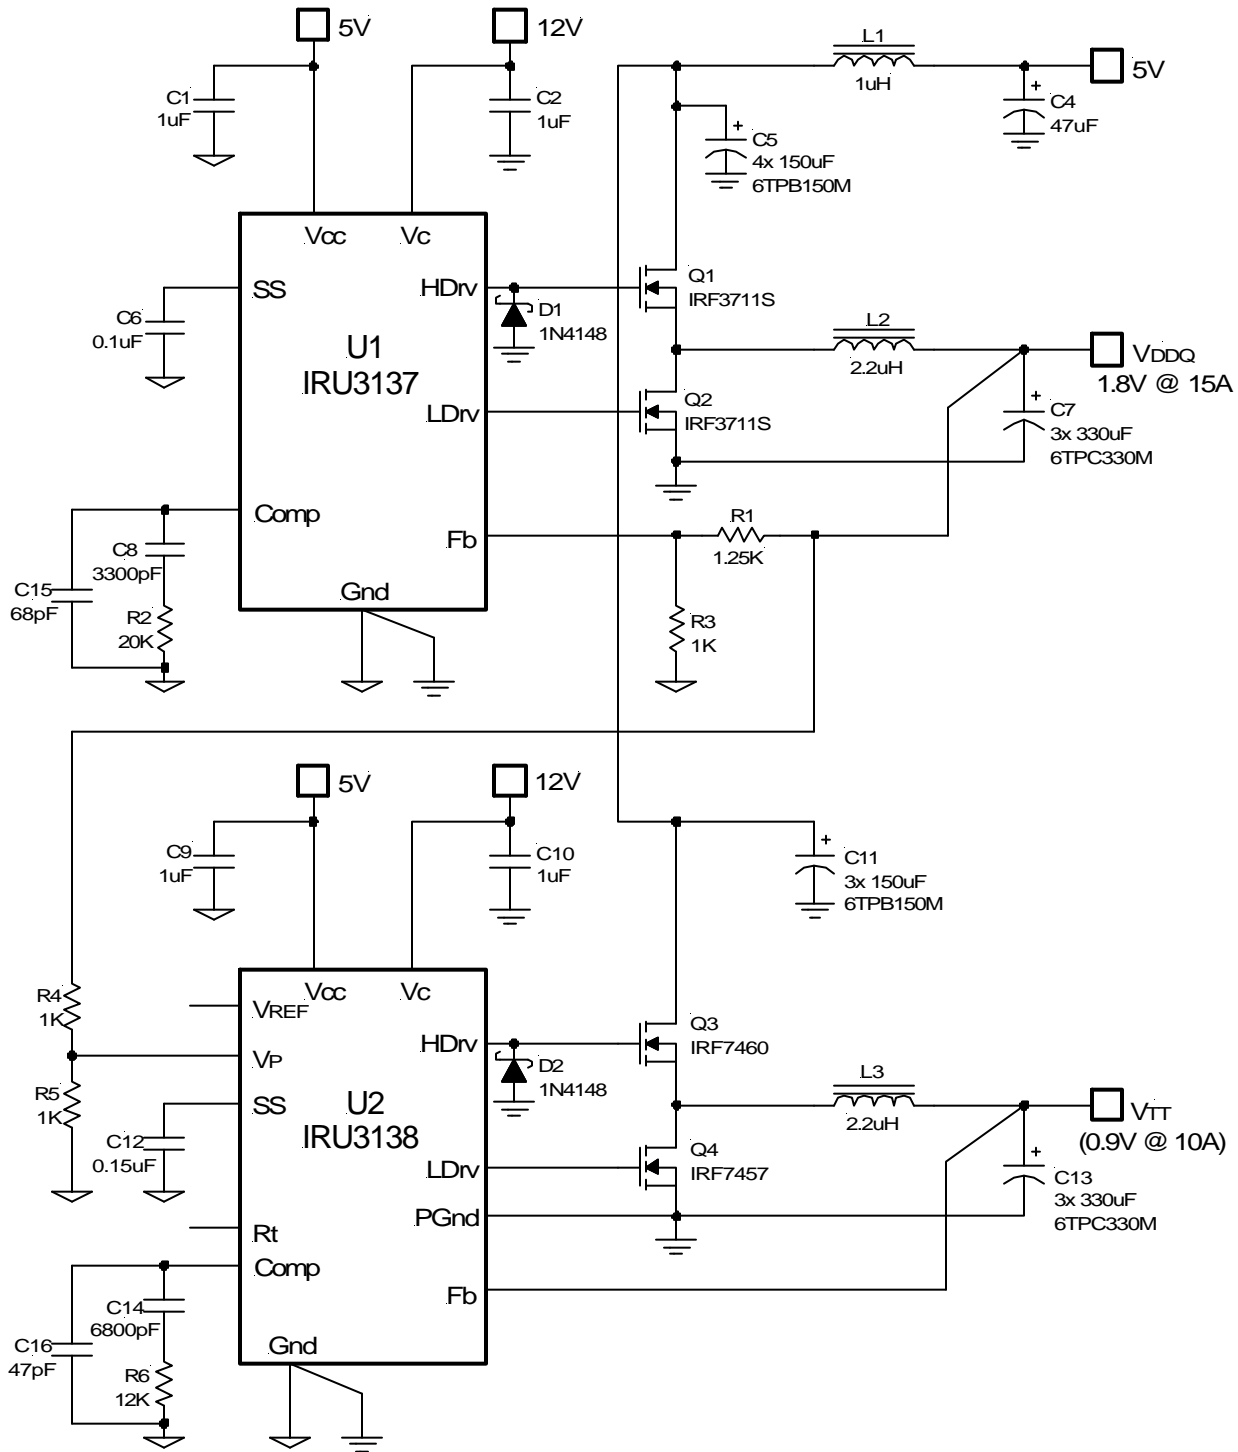 5V
12V
L1
1uH
5V
C1
1uF
C2
1uF
+
C4
47uF
+
C5
4x 150uF
6TPB150M
Vcc
Vc
SS
HDrv
Q1
IRF3711S
C6
0.1uF
D1
1N4148
U1
IRU3137
L2
2.2uH
VDDQ
1.8V @ 15A
LDrv
Q2
IRF3711S
+
C7
3x 330uF
6TPC330M
Comp
Fb
R1
1.25K
C8
3300pF
C15
68pF
R2
20K
Gnd
R3
1K
5V
12V
C9
1uF
C10
1uF
+
C11
3x 150uF
6TPB150M
Vcc
Vc
R4
1K
VREF
HDrv
Q3
IRF7460
VP
D2
1N4148
R5
1K
SS
U2
IRU3138
L3
2.2uH
VTT
(0.9V @ 10A)
C12
0.15uF
LDrv
Q4
IRF7457
+
C13
3x 330uF
6TPC330M
PGnd
Rt
Comp
Fb
C14
6800pF
C16
47pF
R6
12K
Gnd